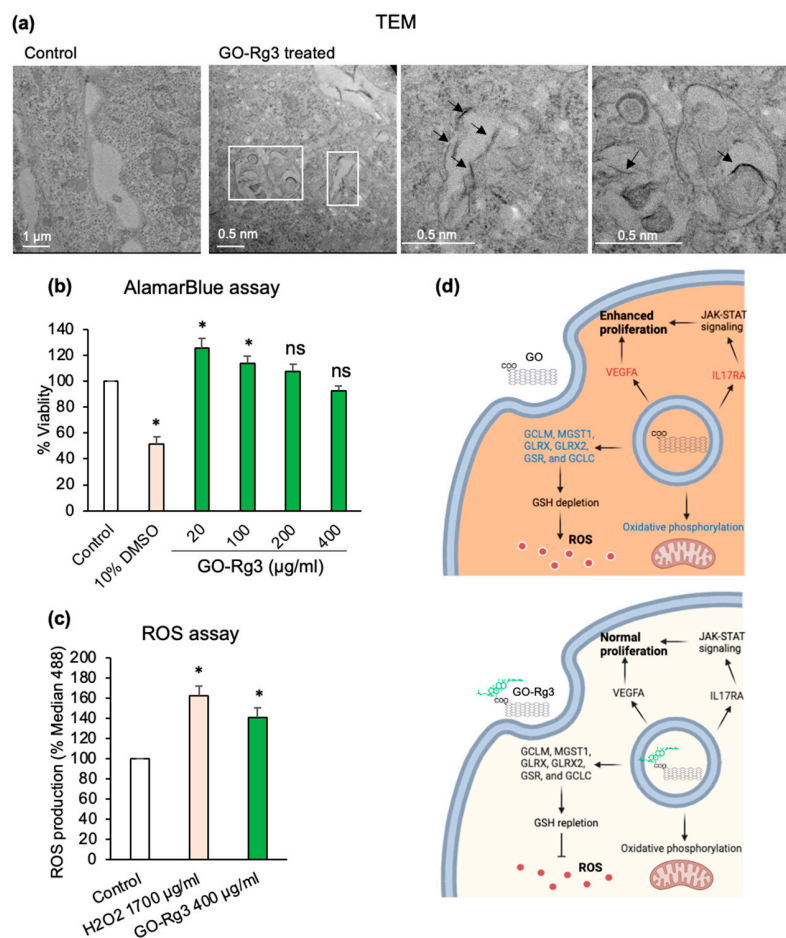 (a)
TEM
Control
GO-Rg3 treated
1 µm
0.5 nm
0.5 nm
0.5 nm
(b)
AlamarBlue assay
% Viablity
140
120
100
80
60
40
20
0
*
*
*
ns
ns
Control
10% DMSO
20
100
200
400
GO-Rg3 (µg/ml)
(c)
ROS assay
ROS production (% Median 488)
200
180
160
140
120
100
80
60
40
20
0
*
*
Control
H2O2 1700 µg/ml
GO-Rg3 400 µg/ml
(d)
GO
COO
Enhanced
proliferation
JAK-STAT
signaling
VEGFA
IL17RA
COO
GCLM, MGST1,
GLRX, GLRX2,
GSR, and GCLC
GSH depletion
ROS
Oxidative phosphorylation
Normal
proliferation
JAK-STAT
signaling
GO-Rg3
COO
VEGFA
IL17RA
COO
GCLM, MGST1,
GLRX, GLRX2,
GSR, and GCLC
GSH repletion
ROS
Oxidative phosphorylation